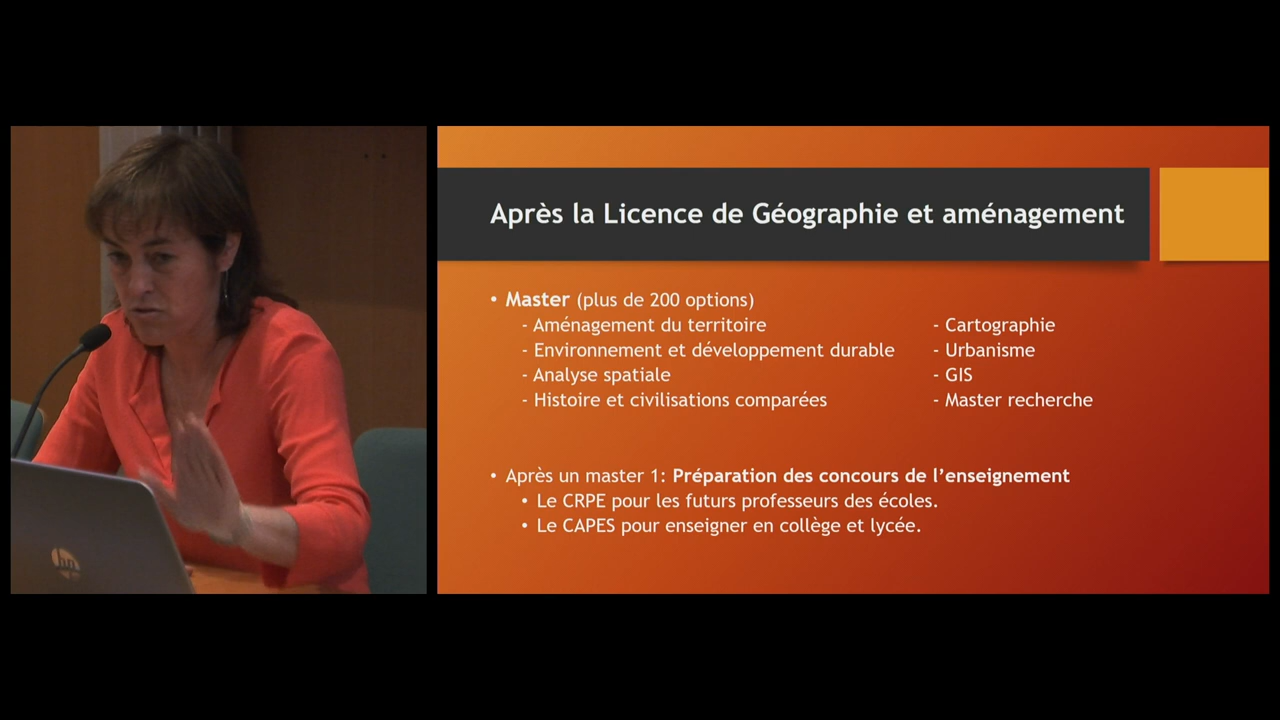 Après la Licence de Géographie et aménagement
• Master (plus de 200 options)
- Aménagement du territoire
- Environnement et développement durable
- Analyse spatiale
- Histoire et civilisations comparées
- Cartographie
- Urbanisme
- GIS
- Master recherche
• Après un master 1: Préparation des concours de l'enseignement
• Le CRPE pour les futurs professeurs des écoles.
• Le CAPES pour enseigner en collège et lycée.
hp